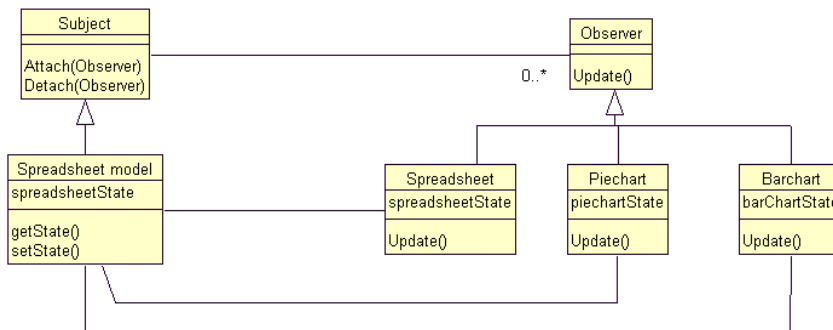 Subject
Attach(Observer)
Detach(Observer)
Observer
Update()
0..*
Spreadsheet model
spreadsheetState
getState()
setState()
Spreadsheet
spreadsheetState
Update()
Piechart
piechartState
Update()
Barchart
barChartState
Update()